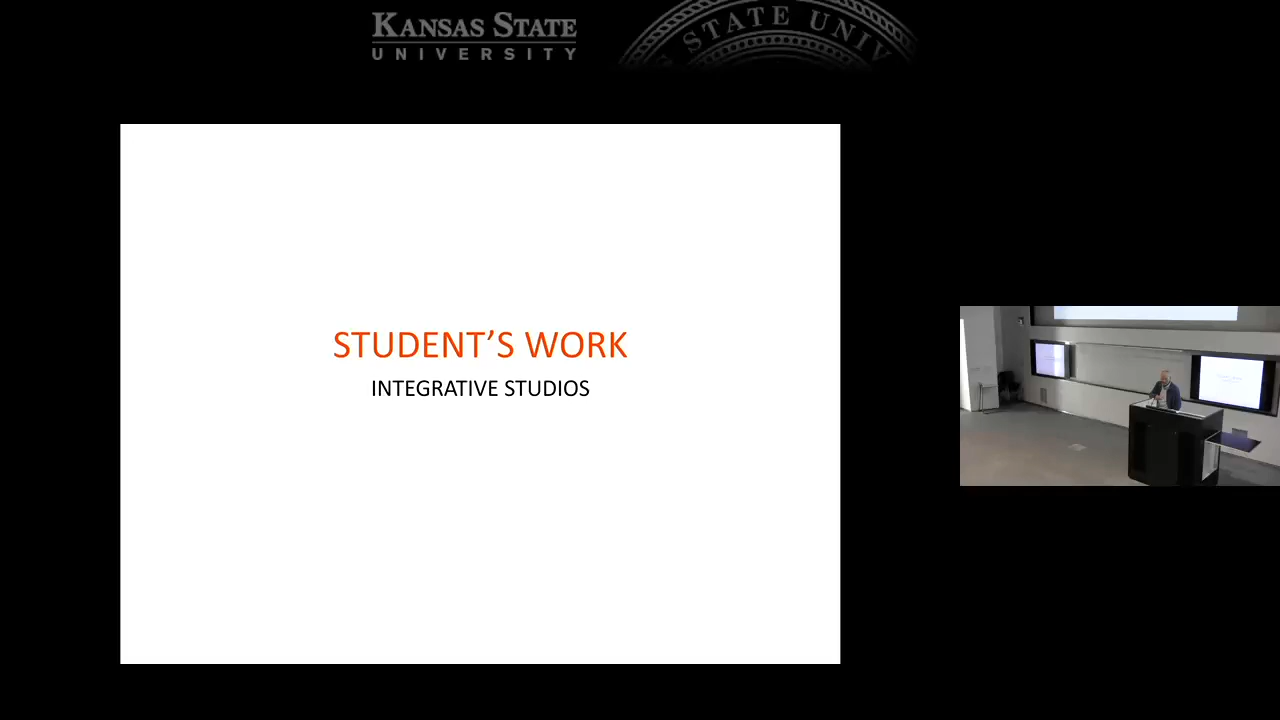 KANSAS STATE
UNIVERSITY
STATE UNIV
STUDENT’S WORK
INTEGRATIVE STUDIOS